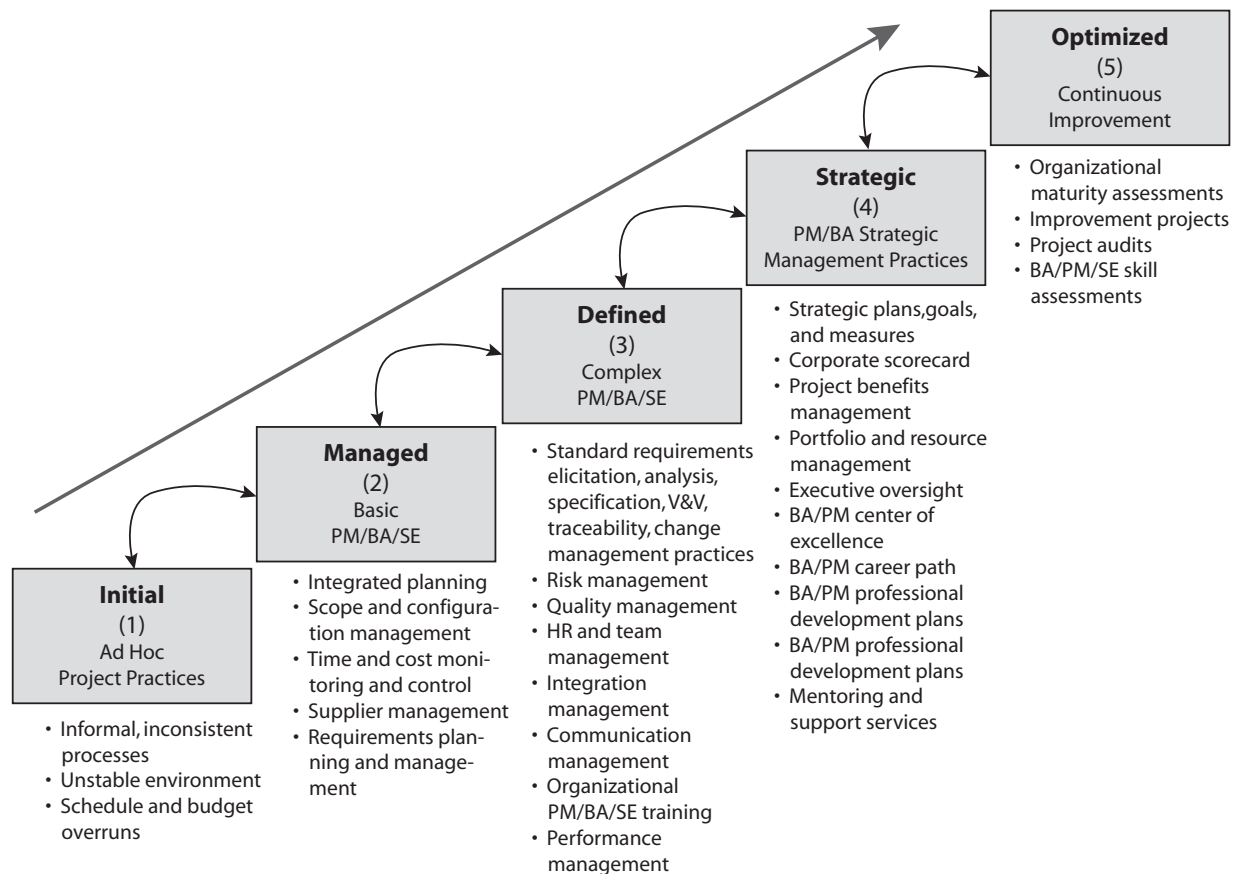 Optimized
(5)
Continuous
Improvement
• Organizational
maturity assessments
• Improvement projects
• Project audits
• BA/PM/SE skill
assessments
Strategic
(4)
PM/BA Strategic
Management Practices
• Strategic plans,goals,
and measures
• Corporate scorecard
• Project benefits
management
• Portfolio and resource
management
• Executive oversight
• BA/PM center of
excellence
• BA/PM career path
• BA/PM professional
development plans
• BA/PM professional
development plans
• Mentoring and
support services
Defined
(3)
Complex
PM/BA/SE
• Standard requirements
elicitation, analysis,
specification, V&V,
traceability, change
management practices
• Risk management
• Quality management
• HR and team
management
• Integration
management
• Communication
management
• Organizational
PM/BA/SE training
• Performance
management
Managed
(2)
Basic
PM/BA/SE
• Integrated planning
• Scope and configura-
tion management
• Time and cost moni-
toring and control
• Supplier management
• Requirements plan-
ning and manage-
ment
Initial
(1)
Ad Hoc
Project Practices
• Informal, inconsistent
processes
• Unstable environment
• Schedule and budget
overruns